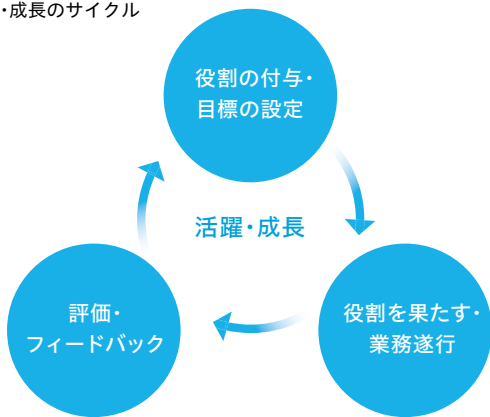 ・成長のサイクル
役割の付与・
目標の設定
活躍・成長
役割を果たす・
業務遂行
評価・
フィードバック